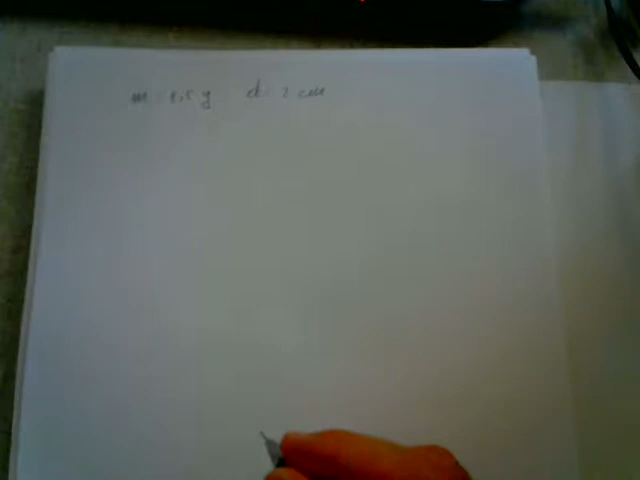 m = 1,5 g d = 2 cm